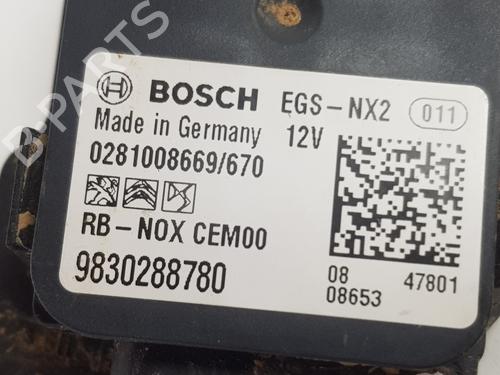 B-PARTS
BOSCH EGS-NX2 011
Made in Germany 12V
0281008669/670
RB-NOX CEM00
9830288780
08 47801
08653